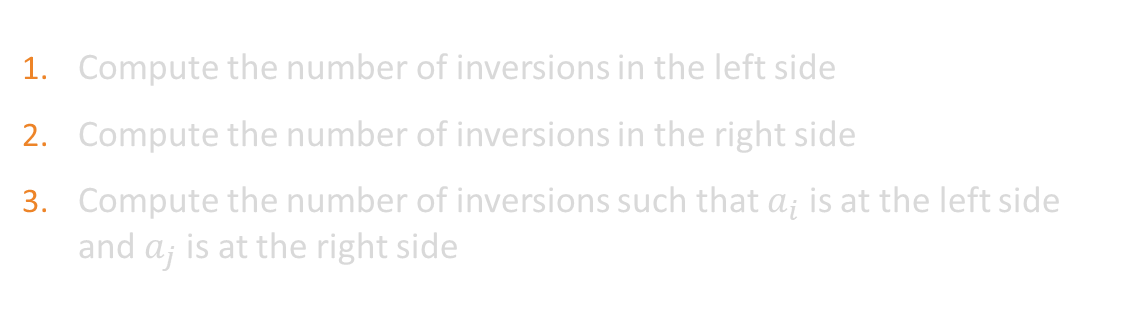 1. Compute the number of inversions in the left side
2. Compute the number of inversions in the right side
3. Compute the number of inversions such that aᵢ is at the left side
and aⱼ is at the right side